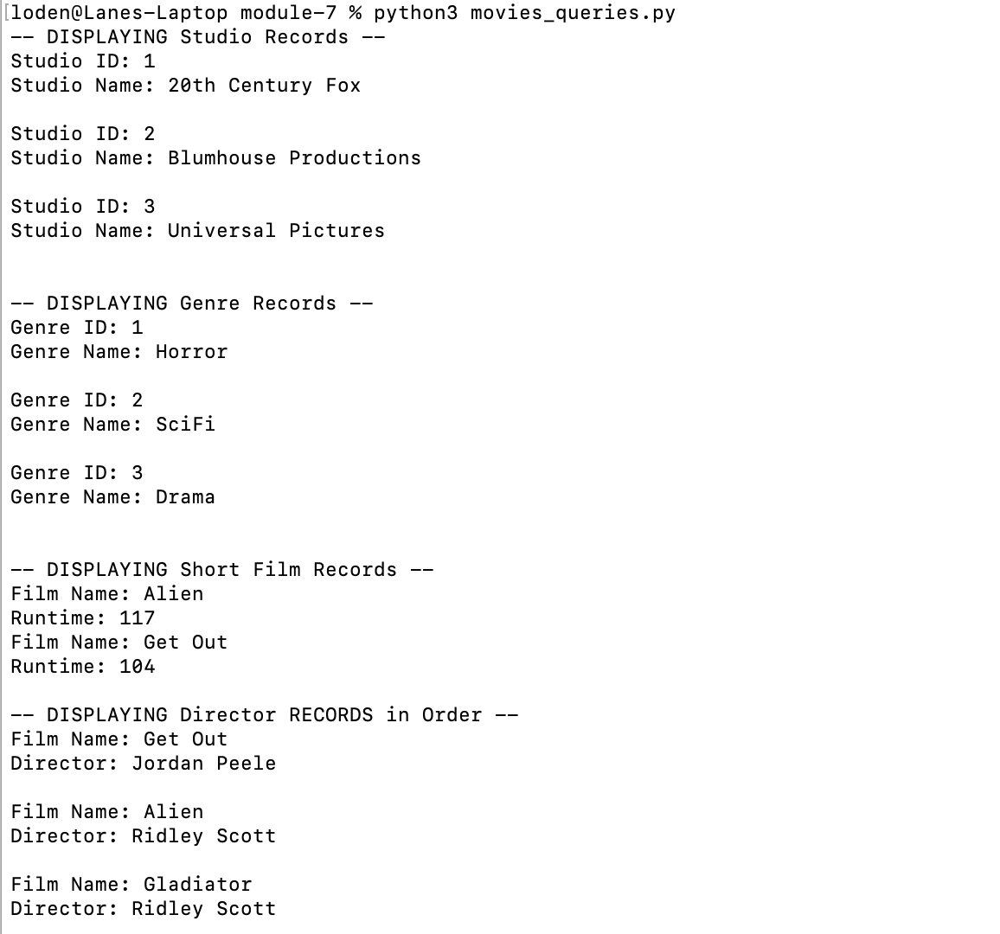 [loden@Lanes-Laptop module-7 % python3 movies_queries.py
-- DISPLAYING Studio Records --
Studio ID: 1
Studio Name: 20th Century Fox
Studio ID: 2
Studio Name: Blumhouse Productions
Studio ID: 3
Studio Name: Universal Pictures
-- DISPLAYING Genre Records --
Genre ID: 1
Genre Name: Horror
Genre ID: 2
Genre Name: SciFi
Genre ID: 3
Genre Name: Drama
-- DISPLAYING Short Film Records --
Film Name: Alien
Runtime: 117
Film Name: Get Out
Runtime: 104
-- DISPLAYING Director RECORDS in Order --
Film Name: Get Out
Director: Jordan Peele
Film Name: Alien
Director: Ridley Scott
Film Name: Gladiator
Director: Ridley Scott